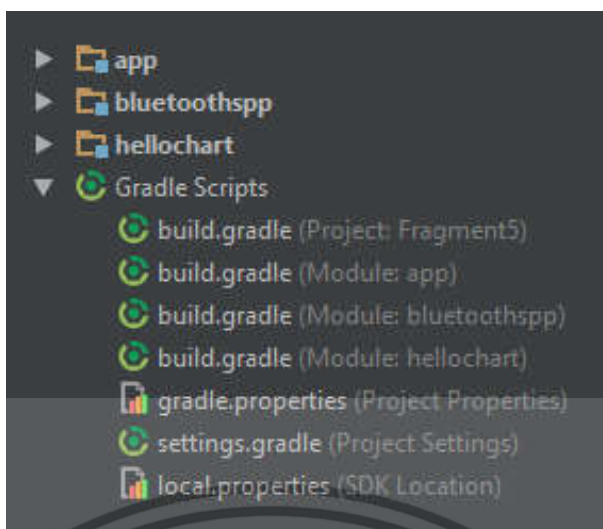 app
bluetoothspp
hellochart
Gradle Scripts
build.gradle (Project: Fragment5)
build.gradle (Module: app)
build.gradle (Module: bluetoothspp)
build.gradle (Module: hellochart)
gradle.properties (Project Properties)
settings.gradle (Project Settings)
local.properties (SDK Location)